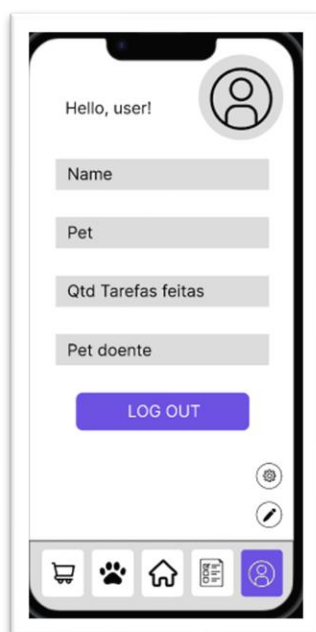 Hello, user!
Name
Pet
Qtd Tarefas feitas
Pet doente
LOG OUT